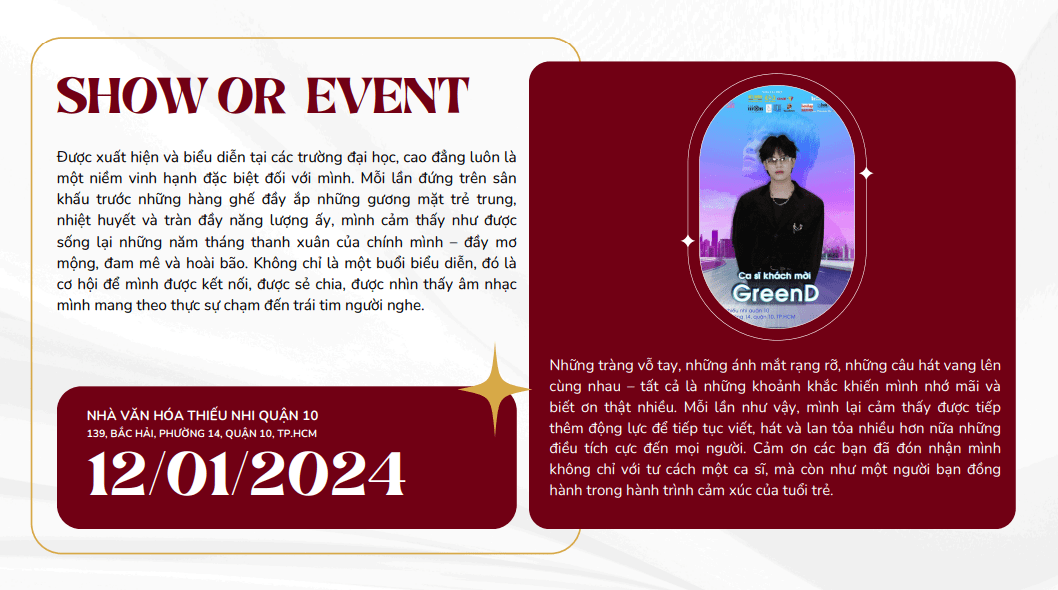 SHOW OR EVENT
Được xuất hiện và biểu diễn tại các trường đại học, cao đẳng luôn là
một niềm vinh hạnh đặc biệt đối với mình. Mỗi lần đứng trên sân
khấu trước những hàng ghế đầy ắp những gương mặt trẻ trung,
nhiệt huyết và tràn đầy năng lượng ấy, mình cảm thấy như được
sống lại những năm tháng thanh xuân của chính mình – đầy mơ
mộng, đam mê và hoài bão. Không chỉ là một buổi biểu diễn, đó là
cơ hội để mình được kết nối, được sẻ chia, được nhìn thấy âm nhạc
mình mang theo thực sự chạm đến trái tim người nghe.
NHÀ VĂN HÓA THIẾU NHI QUẬN 10
139, BẮC HẢI, PHƯỜNG 14, QUẬN 10, TP.HCM
12/01/2024
Ca sĩ khách mời
GreenD
thiếu nhi quận 10
14, quận 10, TP.HCM
Những tràng vỗ tay, những ánh mắt rạng rỡ, những câu hát vang lên
cùng nhau – tất cả là những khoảnh khắc khiến mình nhớ mãi và
biết ơn thật nhiều. Mỗi lần như vậy, mình lại cảm thấy được tiếp
thêm động lực để tiếp tục viết, hát và lan tỏa nhiều hơn nữa những
điều tích cực đến mọi người. Cảm ơn các bạn đã đón nhận mình
không chỉ với tư cách một ca sĩ, mà còn như một người bạn đồng
hành trong hành trình cảm xúc của tuổi trẻ.